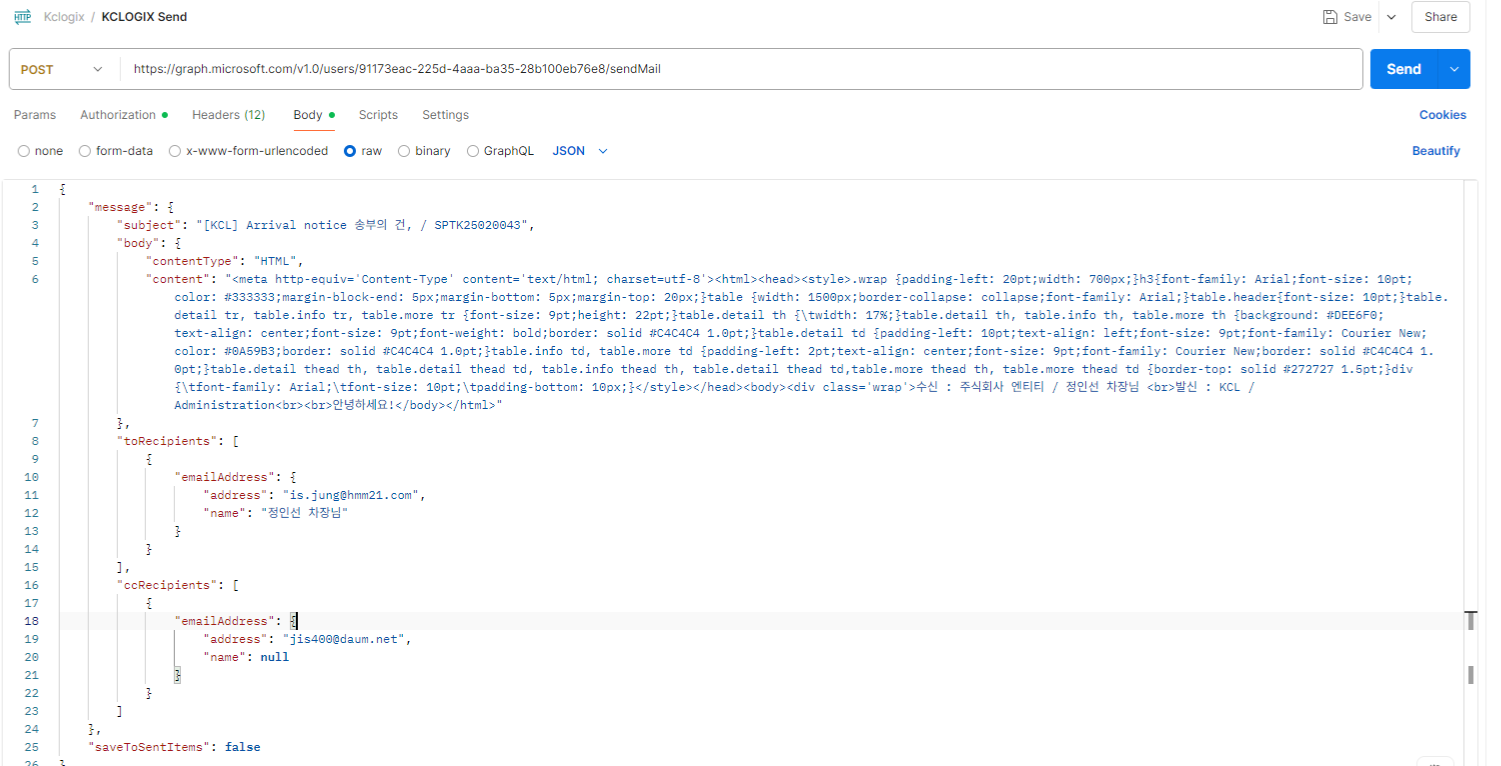 HTTP Kclogix / KCLOGIX Send Save Share
POST https://graph.microsoft.com/v1.0/users/91173eac-225d-4aaa-ba35-28b100eb76e8/sendMail Send
Params Authorization Headers (12) Body Scripts Settings Cookies
none form-data x-www-form-urlencoded raw binary GraphQL JSON Beautify
1 {
2 "message": {
3 "subject": "[KCL] Arrival notice 송부의 건, / SPTK25020043",
4 "body": {
5 "contentType": "HTML",
6 "content": "<meta http-equiv='Content-Type' content='text/html; charset=utf-8'><html><head><style>.wrap {padding-left: 20pt;width: 700px;}h3{font-family: Arial;font-size: 10pt;
color: #333333;margin-block-end: 5px;margin-bottom: 5px;margin-top: 20px;}table {width: 1500px;border-collapse: collapse;font-family: Arial;}table.header{font-size: 10pt;}table.
detail tr, table.info tr, table.more tr {font-size: 9pt;height: 22pt;}table.detail th {\twidth: 17%;}table.detail th, table.info th, table.more th {background: #DEE6F0;
text-align: center;font-size: 9pt;font-weight: bold;border: solid #C4C4C4 1.0pt;}table.detail td {padding-left: 10pt;text-align: left;font-size: 9pt;font-family: Courier New;
color: #0A59B3;border: solid #C4C4C4 1.0pt;}table.info td, table.more td {padding-left: 2pt;text-align: center;font-size: 9pt;font-family: Courier New;border: solid #C4C4C4 1.
0pt;}table.detail thead th, table.detail thead td, table.info thead th, table.detail thead td,table.more thead th, table.more thead td {border-top: solid #272727 1.5pt;}div
{\tfont-family: Arial;\tfont-size: 10pt;\tpadding-bottom: 10px;}</style></head><body><div class='wrap'>수신 : 주식회사 엔티티 / 정인선 차장님 <br>발신 : KCL /
Administration<br><br>안녕하세요!</body></html>"
7 },
8 "toRecipients": [
9 {
10 "emailAddress": {
11 "address": "is.jung@hmm21.com",
12 "name": "정인선 차장님"
13 }
14 }
15 ],
16 "ccRecipients": [
17 {
18 "emailAddress": {
19 "address": "jis400@daum.net",
20 "name": null
21 }
22 }
23 ]
24 },
25 "saveToSentItems": false
26 }